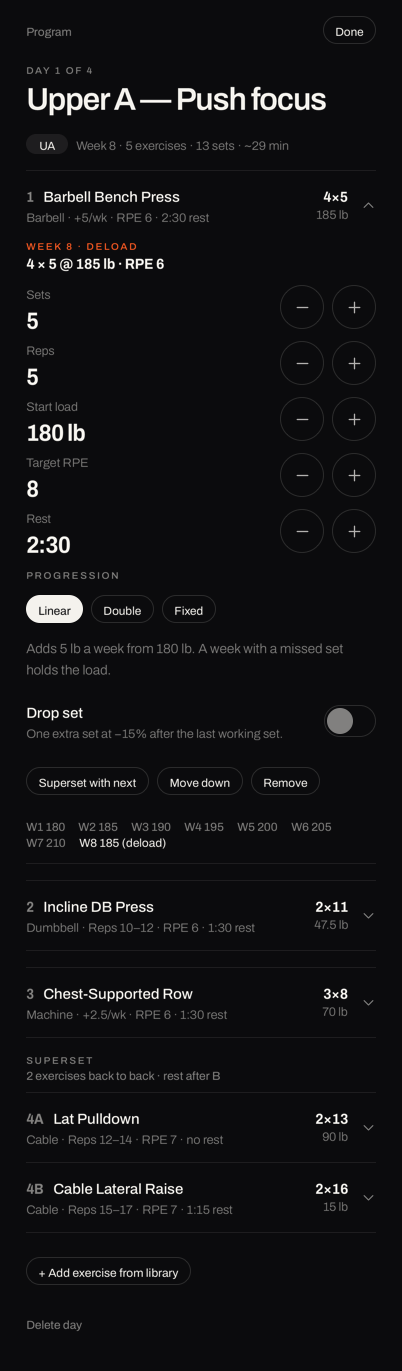 Program
Done
DAY 1 OF 4
Upper A — Push focus
UA
Week 8 · 5 exercises · 13 sets · ~29 min
1 Barbell Bench Press
4×5
Barbell · +5/wk · RPE 6 · 2:30 rest
185 lb
WEEK 8 · DELOAD
4 × 5 @ 185 lb · RPE 6
Sets
5
Reps
5
Start load
180 lb
Target RPE
8
Rest
2:30
PROGRESSION
Linear
Double
Fixed
Adds 5 lb a week from 180 lb. A week with a missed set
holds the load.
Drop set
One extra set at −15% after the last working set.
Superset with next
Move down
Remove
W1 180 W2 185 W3 190 W4 195 W5 200 W6 205
W7 210 W8 185 (deload)
2 Incline DB Press
2×11
Dumbbell · Reps 10–12 · RPE 6 · 1:30 rest
47.5 lb
3 Chest-Supported Row
3×8
Machine · +2.5/wk · RPE 6 · 1:30 rest
70 lb
SUPERSET
2 exercises back to back · rest after B
4A Lat Pulldown
2×13
Cable · Reps 12–14 · RPE 7 · no rest
90 lb
4B Cable Lateral Raise
2×16
Cable · Reps 15–17 · RPE 7 · 1:15 rest
15 lb
+ Add exercise from library
Delete day